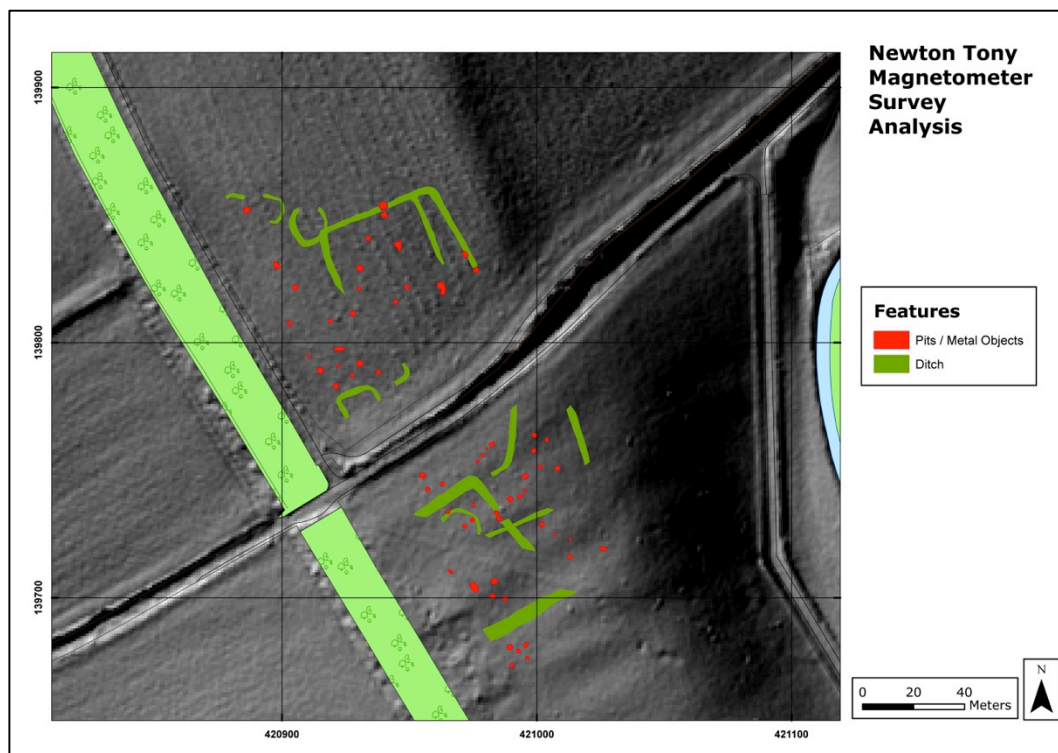 Newton Tony
Magnetometer
Survey
Analysis
139900
139800
139700
Features
Pits / Metal Objects
Ditch
N
0 20 40
Meters
420900 421000 421100